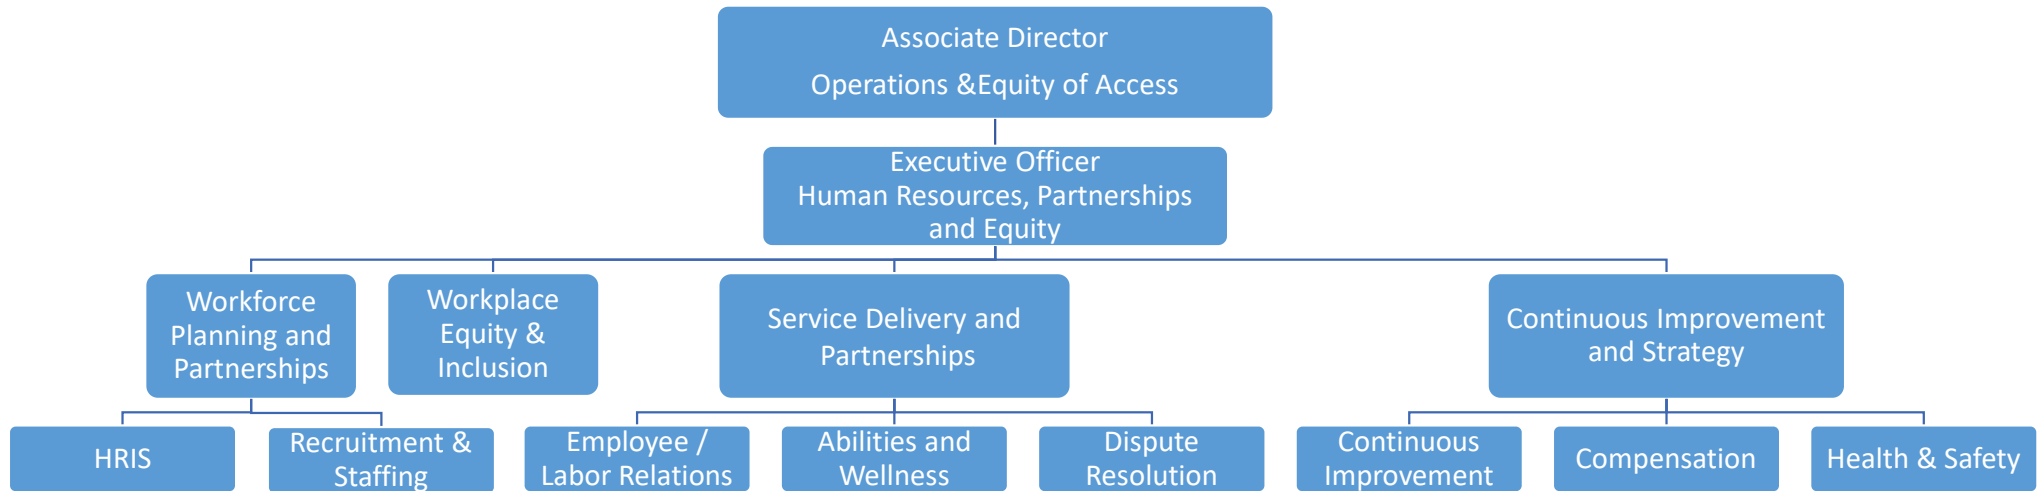 Associate Director
Operations &Equity of Access
Executive Officer
Human Resources, Partnerships
and Equity
Workforce
Planning and
Partnerships
Workplace
Equity &
Inclusion
Service Delivery and
Partnerships
Continuous Improvement
and Strategy
HRIS
Recruitment &
Staffing
Employee /
Labor Relations
Abilities and
Wellness
Dispute
Resolution
Continuous
Improvement
Compensation
Health & Safety